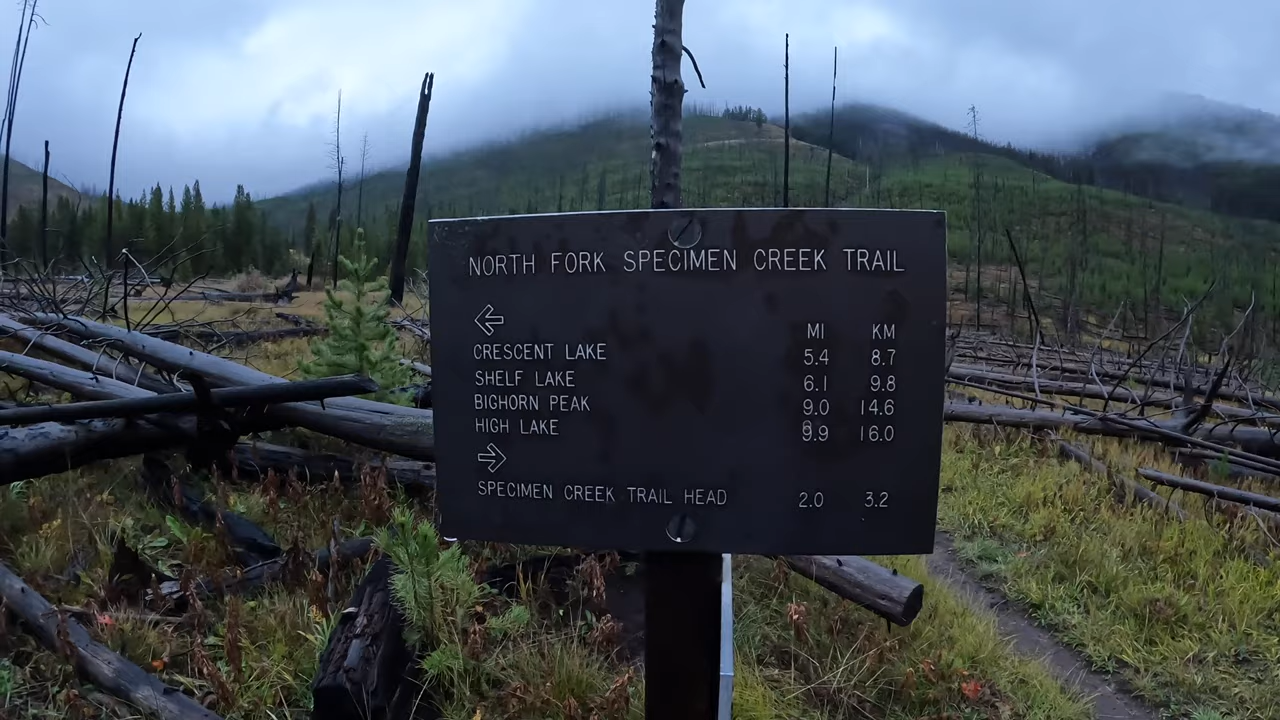 NORTH FORK SPECIMEN CREEK TRAIL
MI KM
CRESCENT LAKE 5.4 8.7
SHELF LAKE 6.1 9.8
BIGHORN PEAK 9.0 14.6
HIGH LAKE 9.9 16.0
SPECIMEN CREEK TRAIL HEAD 2.0 3.2